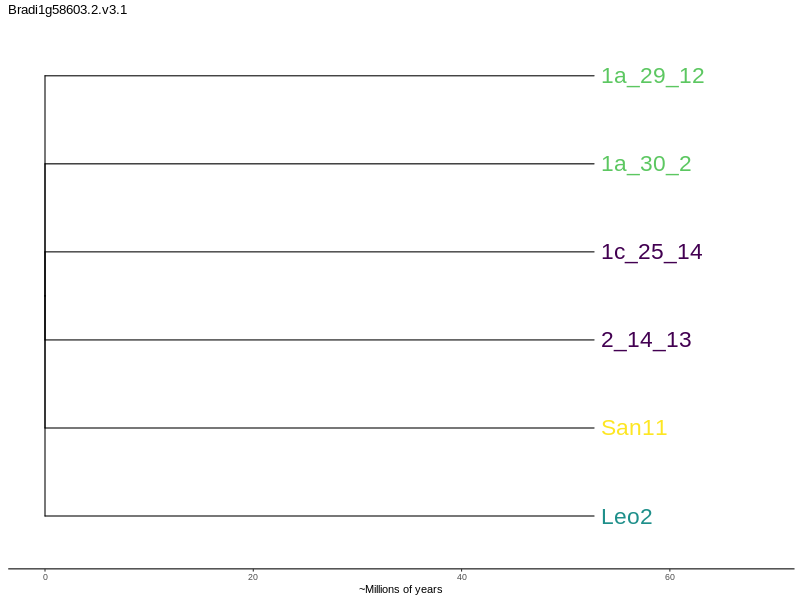 Bradi1g58603.2.v3.1
1a_29_12
1a_30_2
1c_25_14
2_14_13
San11
Leo2
0 20 40 60
~Millions of years